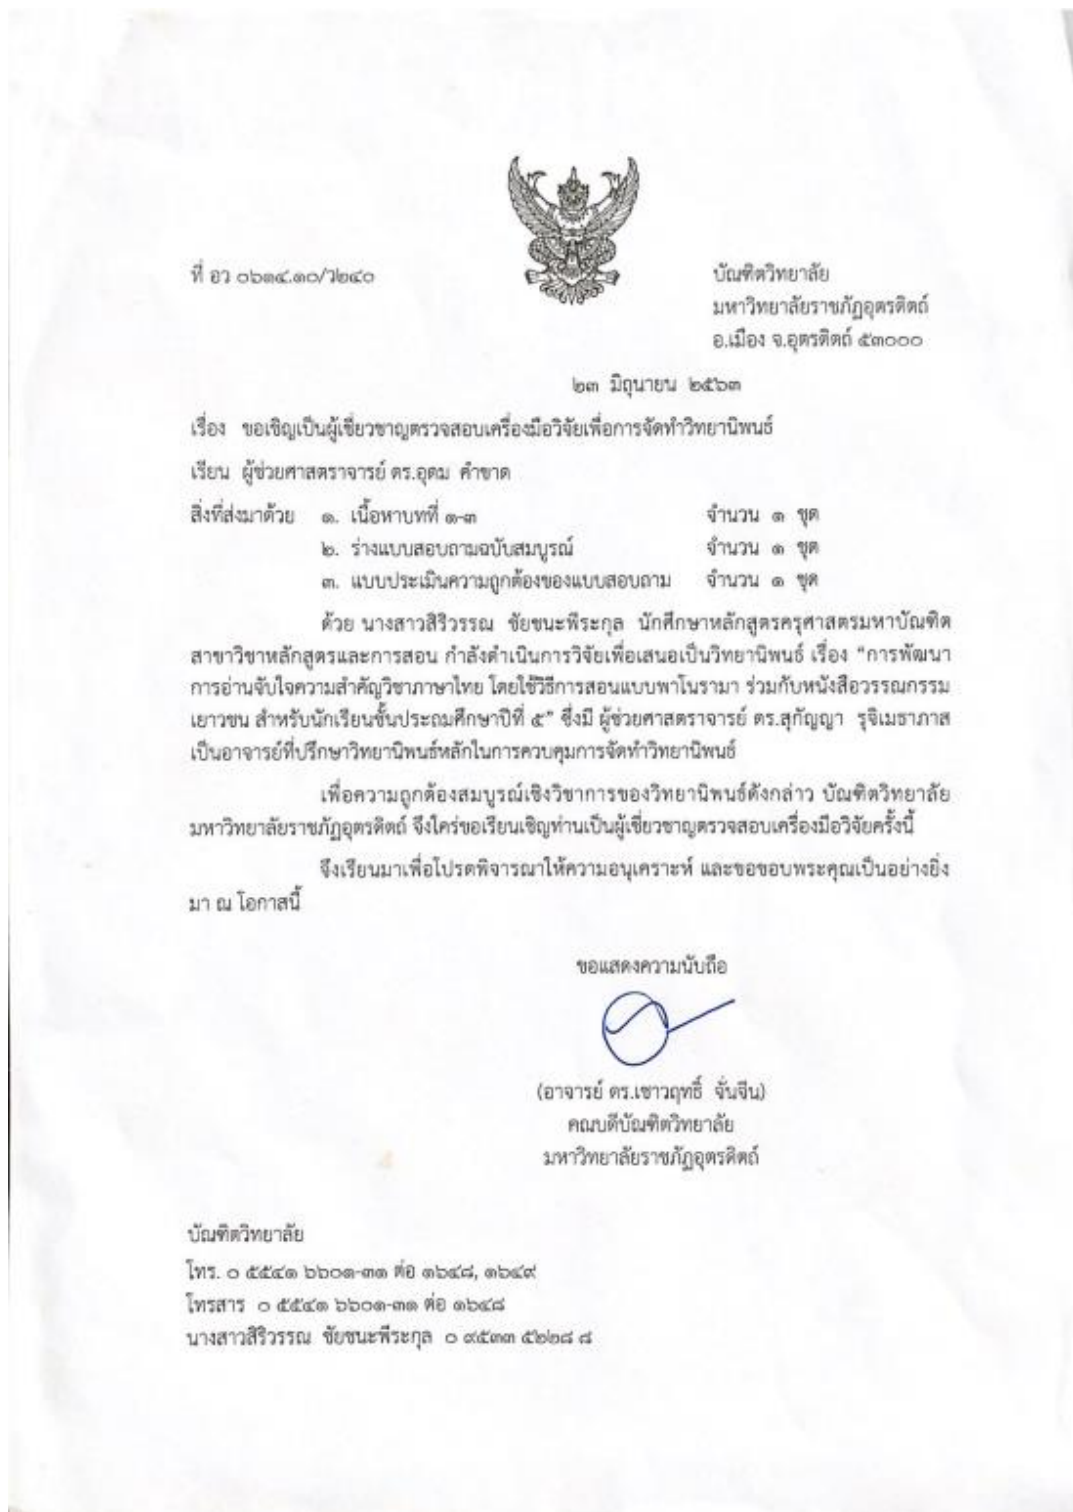 ที่ อว ๐๖๑๔.๑๐/ว๒๔๐
บัณฑิตวิทยาลัย
มหาวิทยาลัยราชภัฏอุตรดิตถ์
อ.เมือง จ.อุตรดิตถ์ ๕๓๐๐๐
๒๓ มิถุนายน ๒๕๖๓
เรื่อง ขอเชิญเป็นผู้เชี่ยวชาญตรวจสอบเครื่องมือวิจัยเพื่อการจัดทำวิทยานิพนธ์
เรียน ผู้ช่วยศาสตราจารย์ ดร.อุดม คำขาด
สิ่งที่ส่งมาด้วย ๑. เนื้อหาบทที่ ๑-๓ จำนวน ๑ ชุด
๒. ร่างแบบสอบถามฉบับสมบูรณ์ จำนวน ๑ ชุด
๓. แบบประเมินความถูกต้องของแบบสอบถาม จำนวน ๑ ชุด
ด้วย นางสาวสิริวรรณ ชัยชนะพีระกุล นักศึกษาหลักสูตรครุศาสตรมหาบัณฑิต
สาขาวิชาหลักสูตรและการสอน กำลังดำเนินการวิจัยเพื่อเสนอเป็นวิทยานิพนธ์ เรื่อง “การพัฒนา
การอ่านจับใจความสำคัญวิชาภาษาไทย โดยใช้วิธีการสอนแบบพาโนรามา ร่วมกับหนังสือวรรณกรรม
เยาวชน สำหรับนักเรียนชั้นประถมศึกษาปีที่ ๕” ซึ่งมี ผู้ช่วยศาสตราจารย์ ดร.สุกัญญา รุจิเมธาภาส
เป็นอาจารย์ที่ปรึกษาวิทยานิพนธ์หลักในการควบคุมการจัดทำวิทยานิพนธ์
เพื่อความถูกต้องสมบูรณ์เชิงวิชาการของวิทยานิพนธ์ดังกล่าว บัณฑิตวิทยาลัย
มหาวิทยาลัยราชภัฏอุตรดิตถ์ จึงใคร่ขอเรียนเชิญท่านเป็นผู้เชี่ยวชาญตรวจสอบเครื่องมือวิจัยครั้งนี้
จึงเรียนมาเพื่อโปรดพิจารณาให้ความอนุเคราะห์ และขอขอบพระคุณเป็นอย่างยิ่ง
มา ณ โอกาสนี้
ขอแสดงความนับถือ
(อาจารย์ ดร.เชาวฤทธิ์ จั่นจีน)
คณบดีบัณฑิตวิทยาลัย
มหาวิทยาลัยราชภัฏอุตรดิตถ์
บัณฑิตวิทยาลัย
โทร. ๐ ๕๕๔๑ ๖๖๐๑-๓๑ ต่อ ๑๖๔๘, ๑๖๔๙
โทรสาร ๐ ๕๕๔๑ ๖๖๐๑-๓๑ ต่อ ๑๖๔๘
นางสาวสิริวรรณ ชัยชนะพีระกุล ๐ ๙๕๓๓ ๕๒๒๘ ๘